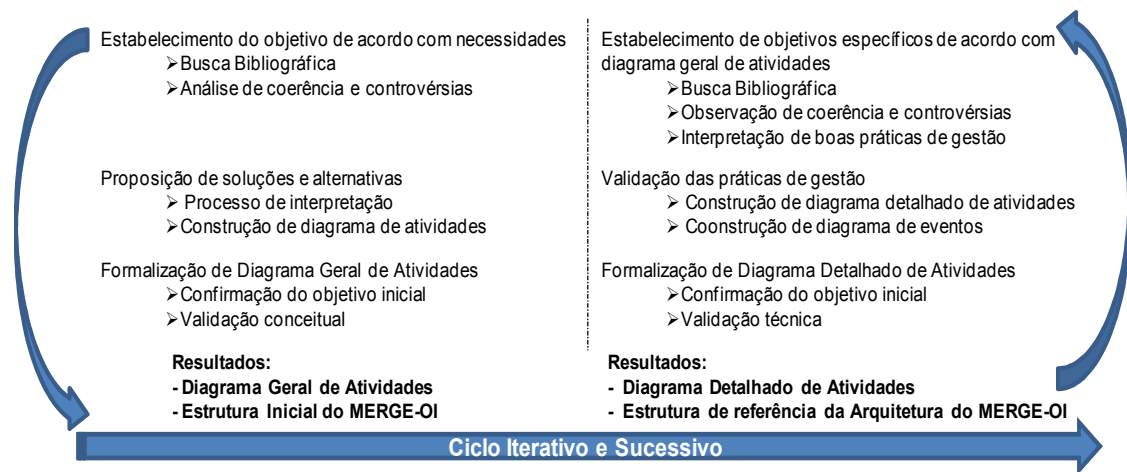 Estabelecimento do objetivo de acordo com necessidades
➢Busca Bibliográfica
➢Análise de coerência e controvérsias
Proposição de soluções e alternativas
➢ Processo de interpretação
➢Construção de diagrama de atividades
Formalização de Diagrama Geral de Atividades
➢Confirmação do objetivo inicial
➢Validação conceitual
Resultados:
- Diagrama Geral de Atividades
- Estrutura Inicial do MERGE-OI
Estabelecimento de objetivos específicos de acordo com
diagrama geral de atividades
➢Busca Bibliográfica
➢Observação de coerência e controvérsias
➢Interpretação de boas práticas de gestão
Validação das práticas de gestão
➢ Construção de diagrama detalhado de atividades
➢ Coonstrução de diagrama de eventos
Formalização de Diagrama Detalhado de Atividades
➢Confirmação do objetivo inicial
➢Validação técnica
Resultados:
- Diagrama Detalhado de Atividades
- Estrutura de referência da Arquitetura do MERGE-OI
Ciclo Iterativo e Sucessivo